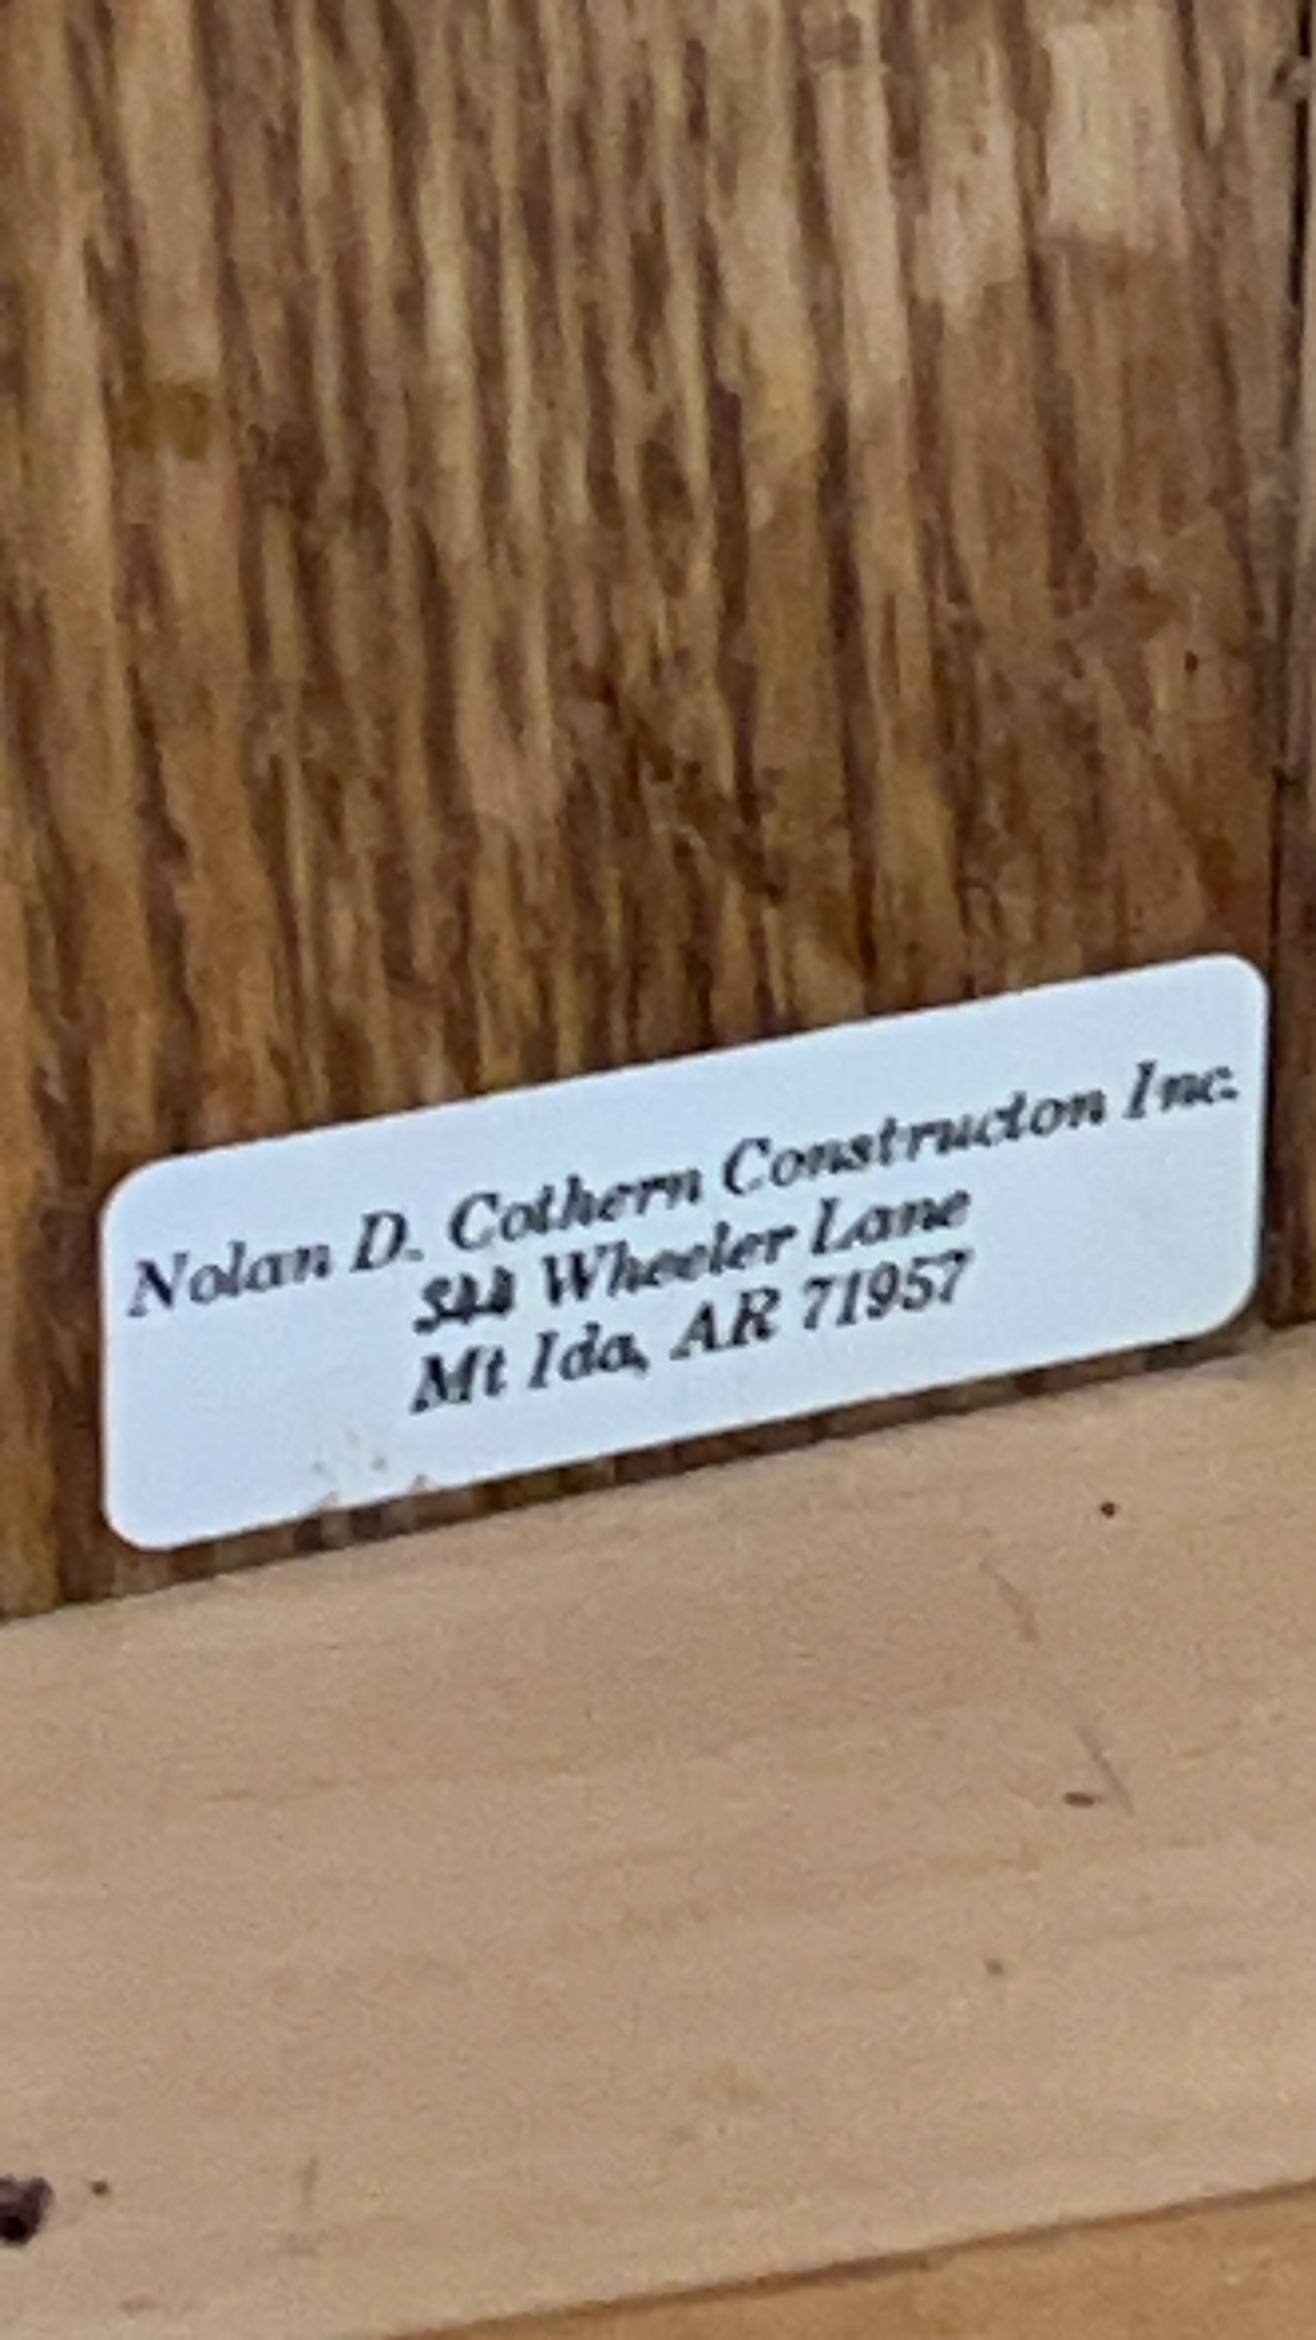 Nolan D. Cothern Constructon Inc.
Wheeler Lane
Mt Ida, AR 71957